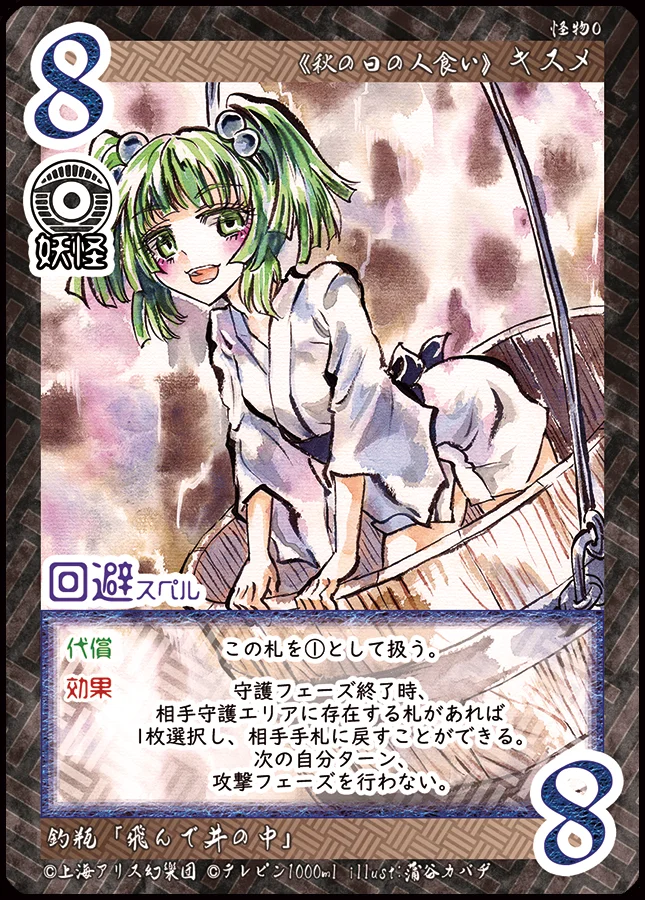 怪物0
8
《秋の日の人食い》 キスメ
妖怪
回避スペル
代償 この札を①として扱う。
効果 守護フェーズ終了時、
相手守護エリアに存在する札があれば
1枚選択し、相手手札に戻すことができる。
次の自分ターン、
攻撃フェーズを行わない。
8
釣瓶「飛んで井の中」
©上海アリス幻樂団 ©テレピン1000ml illust:蒲谷カバヂ